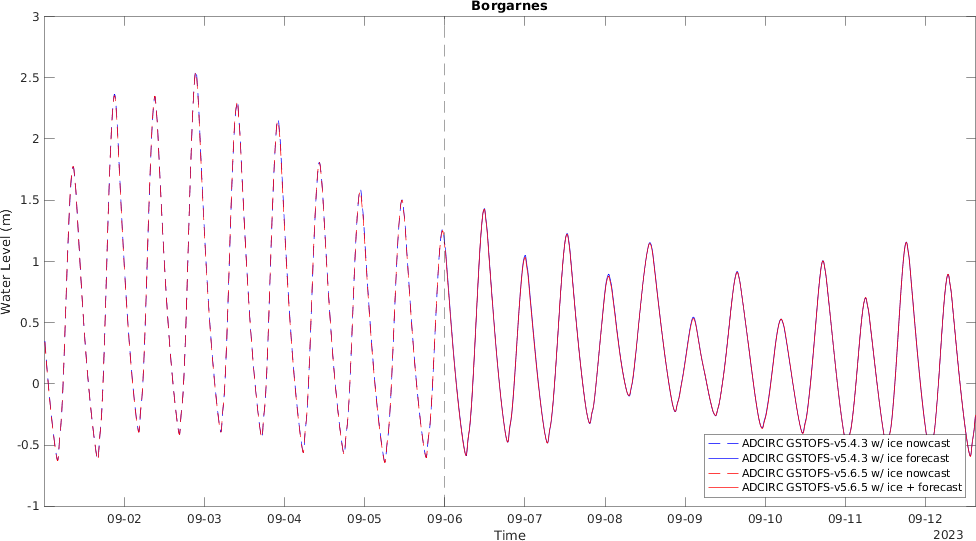 Borgarnes
3
2.5
2
1.5
1
0.5
0
-0.5
-1
Water Level (m)
ADCIRC GSTOFS-v5.4.3 w/ ice nowcast
ADCIRC GSTOFS-v5.4.3 w/ ice forecast
ADCIRC GSTOFS-v5.6.5 w/ ice nowcast
ADCIRC GSTOFS-v5.6.5 w/ ice + forecast
09-02 09-03 09-04 09-05 09-06 09-07 09-08 09-09 09-10 09-11 09-12
Time
2023